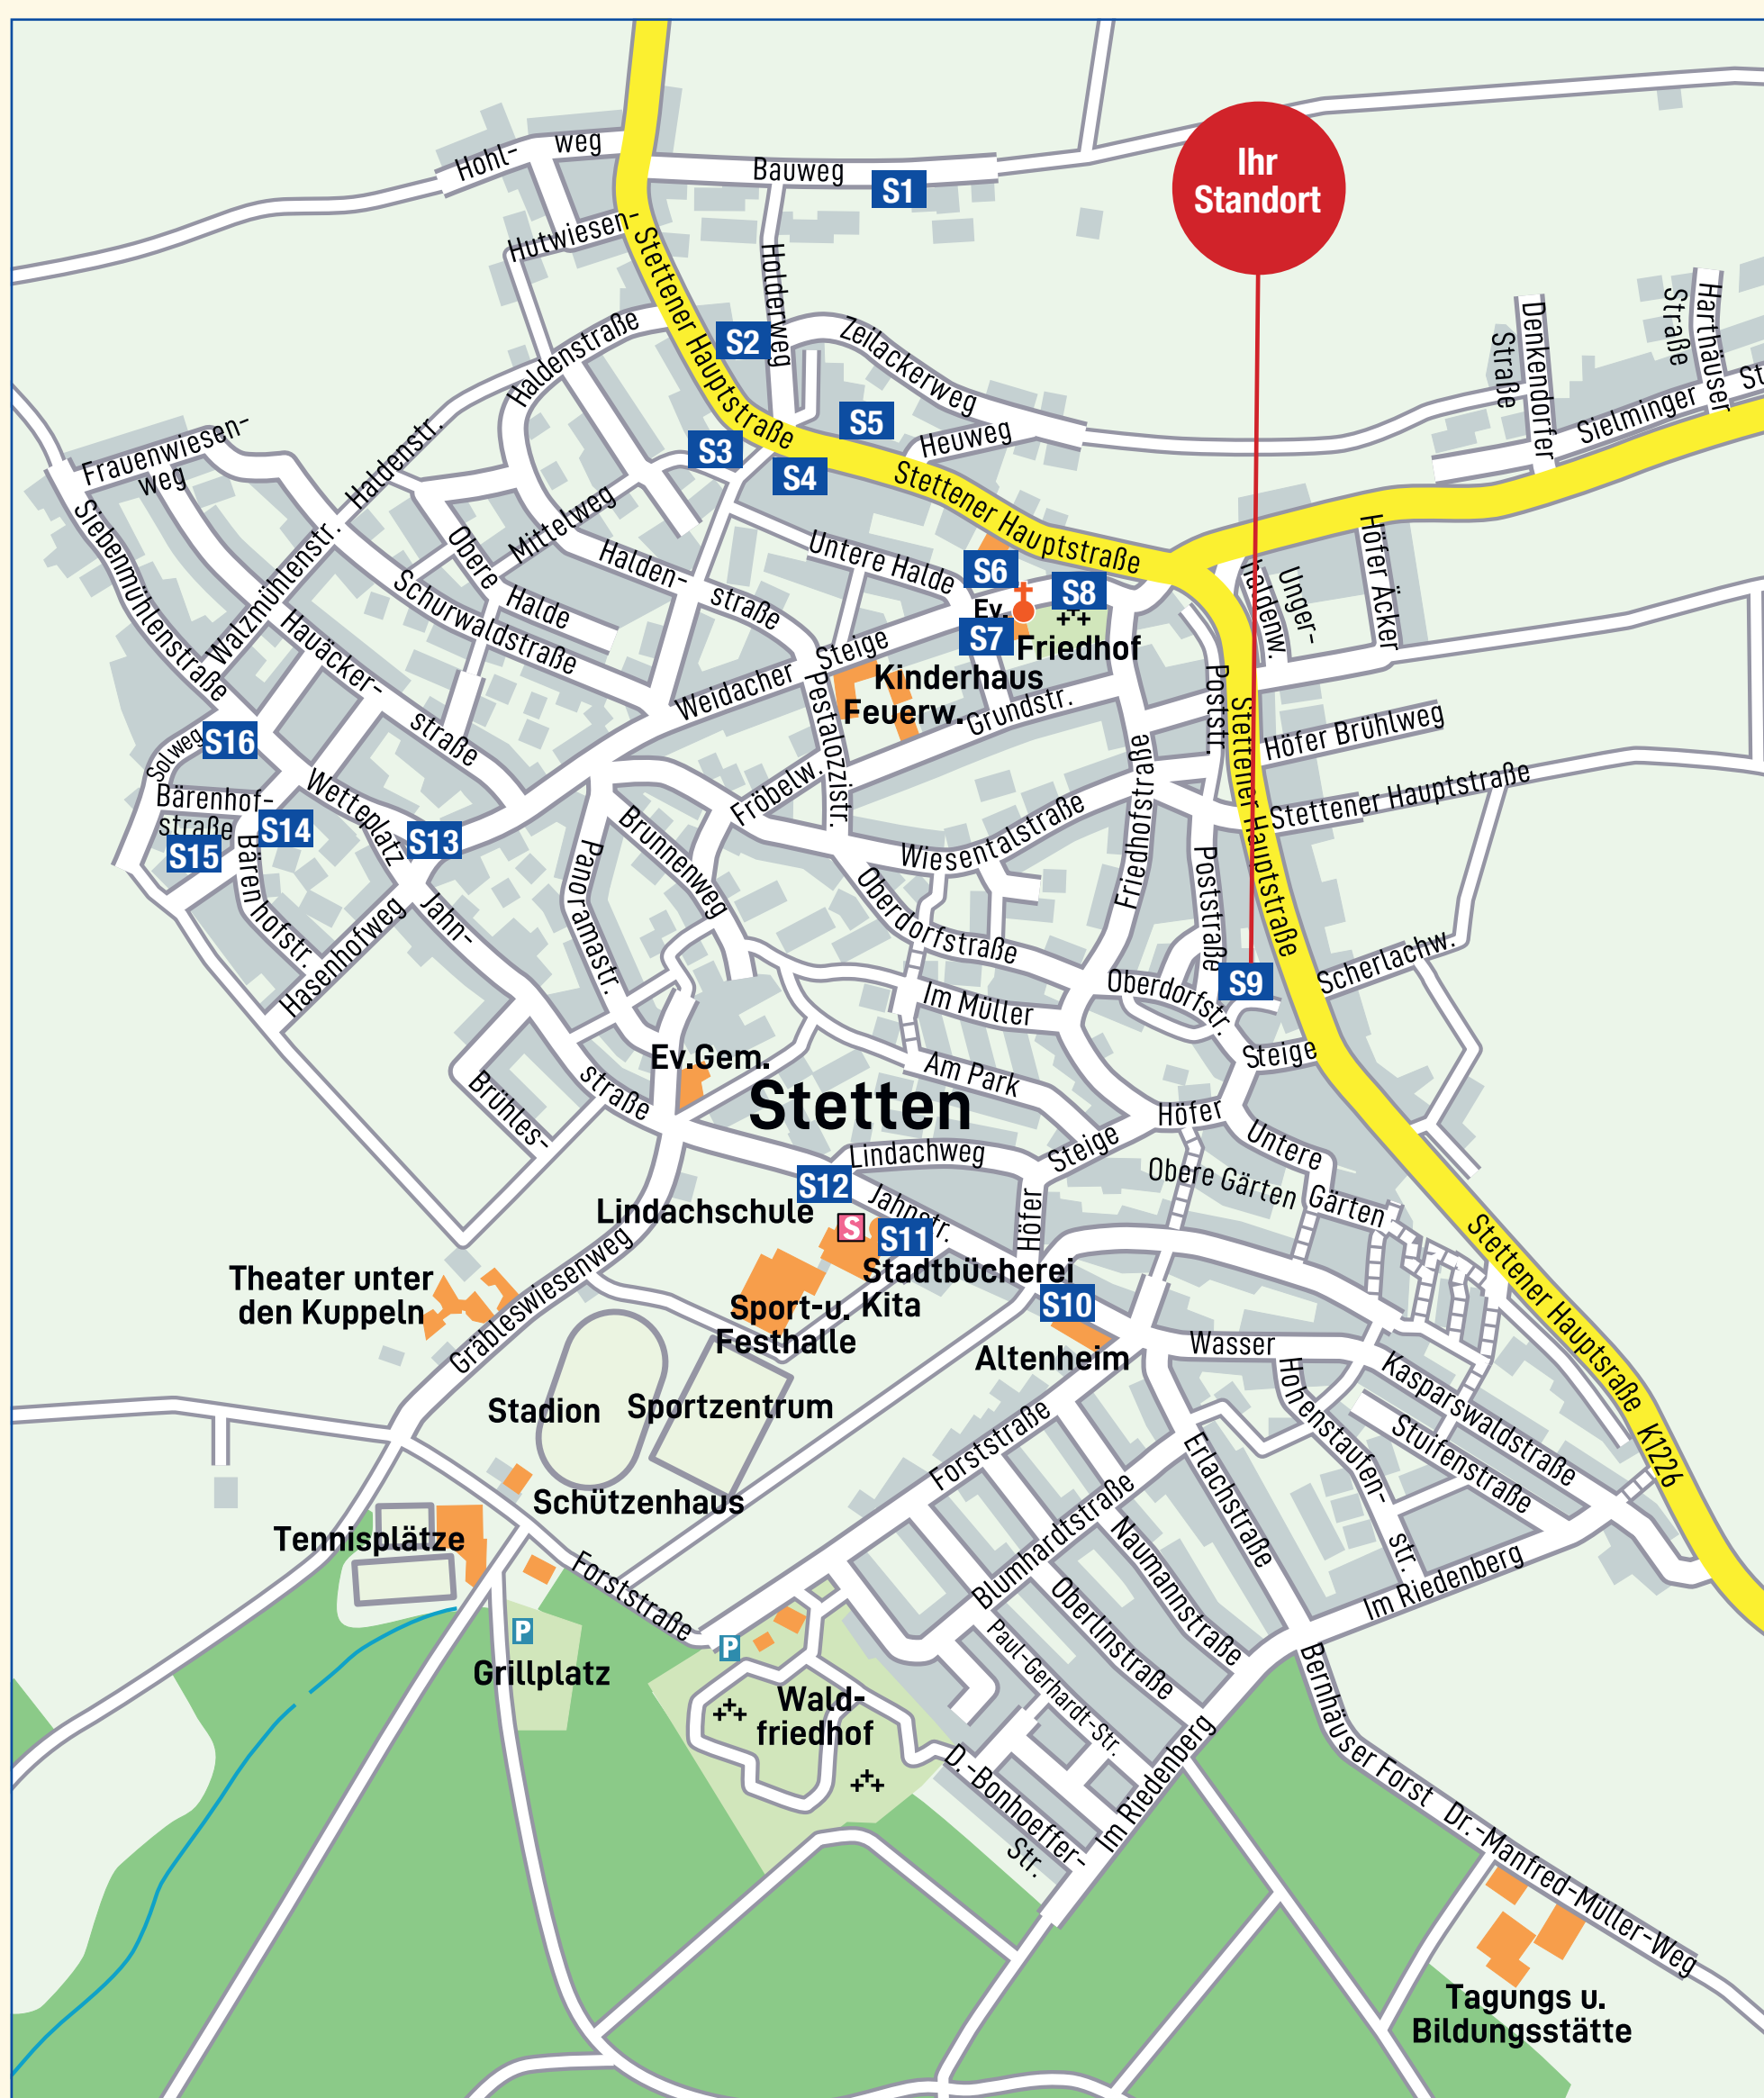 Ihr
Standort
Hohl-
weg
Bauweg
S1
Hutwiesen-
Stettener Hauptstraße
Holderweg
S2
Zeilackerweg
Haldenstraße
S5
Heuweg
S3
S4
Denkendorfer
Straße
Harthäuser
Straße
Sielminger
St
Frauenwiesen-
weg
Haldenstr.
Siebenmühlenstraße
Walzmühlenstr.
Obere
Halde
Mittelweg
Halden-
straße
Schurwaldstraße
Hauäcker-
straße
Untere Halde
Stettener Hauptstraße
S6
S8
Ev.
S7
Friedhof
Kinderhaus
Feuerw.
Weidacher
Steige
Grundstr.
Pestalozzistr.
Poststr.
Unger-
haldenw.
Höfer Äcker
Stettener Hauptstraße
Höfer Brühlweg
Stettener Hauptstraße
Solweg
S16
Bärenhof-
straße
S14
S15
Bärenhofstr.
Wetteplatz
S13
Hasenhofweg
Jahn-
straße
Panoramastr.
Brunnenweg
Fröbelw.
Wiesentalstraße
Friedhofstraße
Oberdorfstraße
Poststraße
Oberdorfstr.
S9
Scherlachw.
Im Müller
Am Park
Steige
Höfer
Ev.Gem.
Stetten
Brühles-
Lindachweg
Steige
Höfer
Untere
Gärten
Obere Gärten
S12
Jahnstr.
Lindachschule
S
S11
Stadtbücherei
Kita
Sport-u.
Festhalle
S10
Altenheim
Theater unter
den Kuppeln
Gräbleswiesenweg
Stadion
Sportzentrum
Schützenhaus
Tennisplätze
Wasser
Hohenstaufen-
str.
Kasparswaldstraße
Stuifenstraße
Stettener Hauptsraße
K1226
Forststraße
Erlachstraße
Blumhardtstraße
Naumannstraße
Oberlinstraße
Paul-Gerhardt-Str.
Im Riedenberg
Forststraße
P
P
Grillplatz
Wald-
friedhof
D.-Bonhoeffer-
Str.
Im Riedenberg
Bernhäuser Forst
Dr.-Manfred-Müller-Weg
Tagungs u.
Bildungsstätte